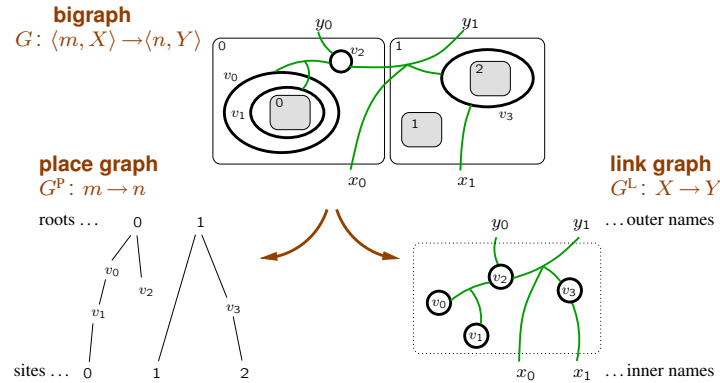 bigraph
G: ⟨m, X⟩ → ⟨n, Y⟩
y₀ y₁
0 v₂ 1
v₀ 2
v₁ 0
v₃
1
x₀ x₁
place graph
Gᴾ: m → n
link graph
Gᴸ: X → Y
roots ... 0 1
v₀
v₂
v₁ v₃
sites ... 0 1 2
y₀ y₁ ... outer names
v₂
v₀ v₃
v₁
x₀ x₁ ... inner names